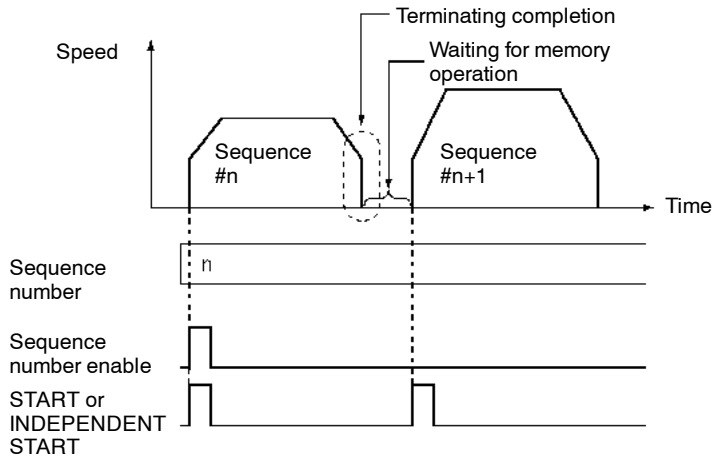 Terminating completion
Speed
Waiting for memory
operation
Sequence
#n
Sequence
#n+1
Time
Sequence
number
n
Sequence
number enable
START or
INDEPENDENT
START